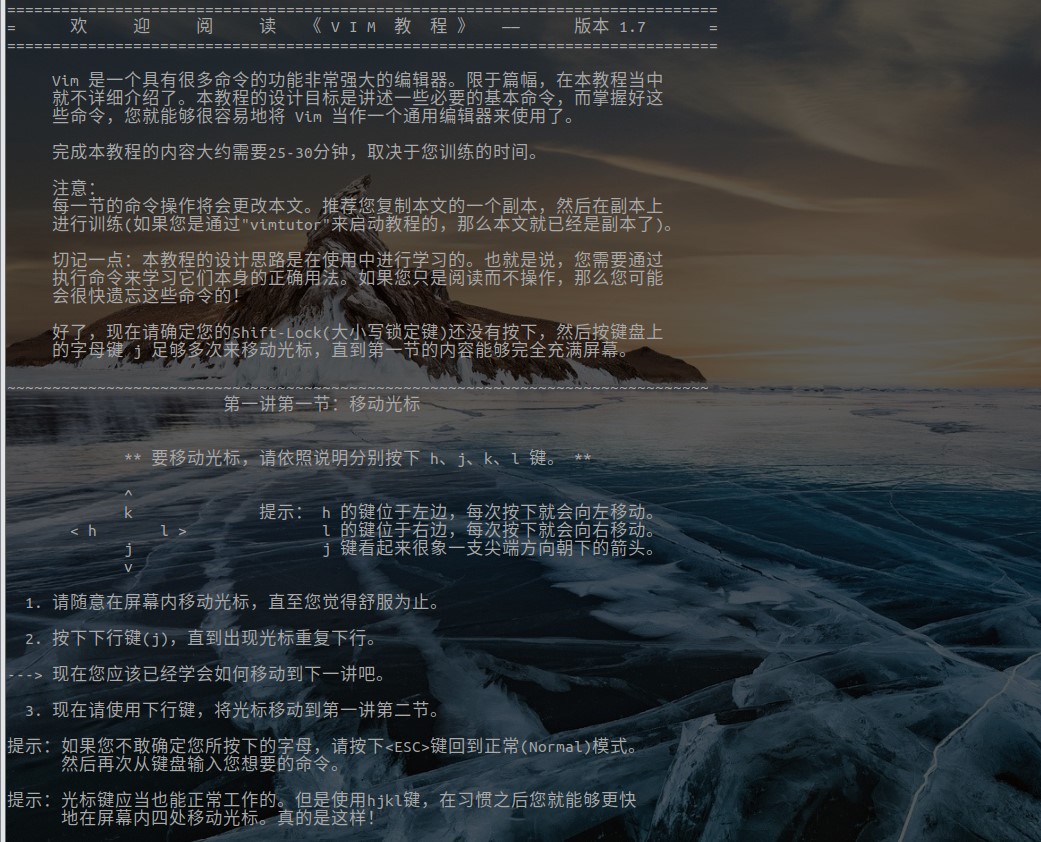 ===============================================================================
=      欢     迎     阅     读   《 V I M  教  程 》   ——      版本 1.7       =
===============================================================================
     Vim 是一个具有很多命令的功能非常强大的编辑器。限于篇幅，在本教程当中
     就不详细介绍了。本教程的设计目标是讲述一些必要的基本命令，而掌握好这
     些命令，您就能够很容易地将 Vim 当作一个通用编辑器来使用了。
     完成本教程的内容大约需要25-30分钟，取决于您训练的时间。
     注意：
     每一节的命令操作将会更改本文。推荐您复制本文的一个副本，然后在副本上
     进行训练(如果您是通过"vimtutor"来启动教程的，那么本文就已经是副本了)。
     切记一点：本教程的设计思路是在使用中进行学习的。也就是说，您需要通过
     执行命令来学习它们本身的正确用法。如果您只是阅读而不操作，那么您可能
     会很快遗忘这些命令的！
     好了，现在请确定您的Shift-Lock(大小写锁定键)还没有按下，然后按键盘上
     的字母键 j 足够多次来移动光标，直到第一节的内容能够完全充满屏幕。
~~~~~~~~~~~~~~~~~~~~~~~~~~~~~~~~~~~~~~~~~~~~~~~~~~~~~~~~~~~~~~~~~~~~~~~~~~~~~~
                        第一讲第一节：移动光标
             ** 要移动光标，请依照说明分别按下 h、j、k、l 键。 **
             ^
             k              提示： h 的键位于左边，每次按下就会向左移动。
       < h       l >               l 的键位于右边，每次按下就会向右移动。
             j                     j 键看起来很象一支尖端方向朝下的箭头。
             v
  1. 请随意在屏幕内移动光标，直至您觉得舒服为止。
  2. 按下下行键(j)，直到出现光标重复下行。
---> 现在您应该已经学会如何移动到下一讲吧。
  3. 现在请使用下行键，将光标移动到第一讲第二节。
提示：如果您不敢确定您所按下的字母，请按下<ESC>键回到正常(Normal)模式。
      然后再次从键盘输入您想要的命令。
提示：光标键应当也能正常工作的。但是使用hjkl键，在习惯之后您就能够更快
      地在屏幕内四处移动光标。真的是这样！